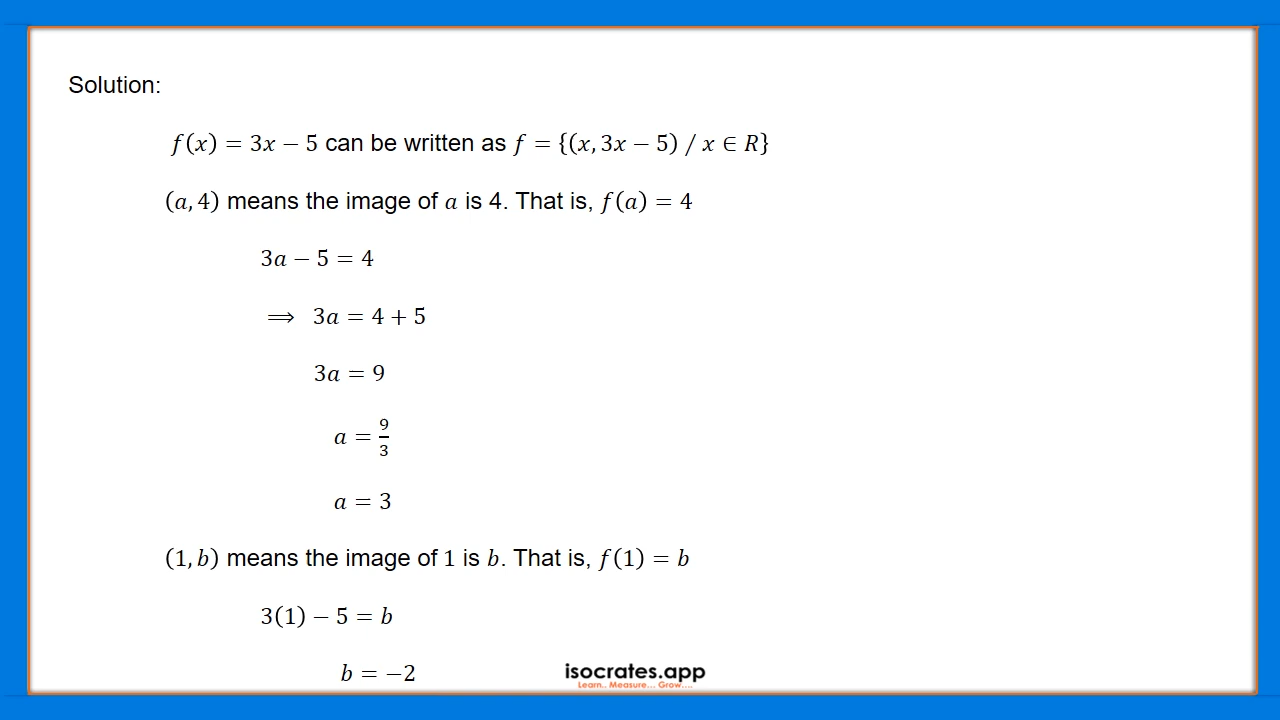 Solution:
f(x) = 3x − 5 can be written as f = {(x, 3x − 5) / x ∈ R}
(a, 4) means the image of a is 4. That is, f(a) = 4
3a − 5 = 4
⟹ 3a = 4 + 5
3a = 9
a = 9/3
a = 3
(1, b) means the image of 1 is b. That is, f(1) = b
3(1) − 5 = b
b = −2
isocrates.app
Learn.. Measure... Grow....